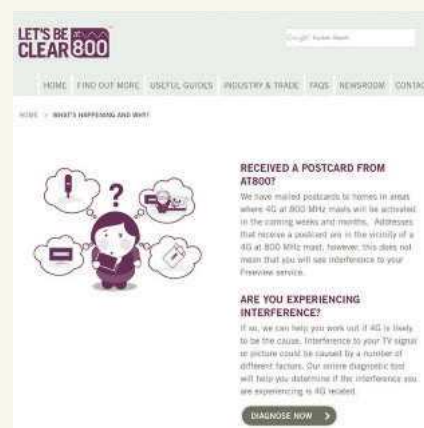 LET'S BE
CLEAR 800
HOME FIND OUT MORE USEFUL GUIDES INDUSTRY & TRADE FAQS NEWSROOM CONTAC
HOME > WHAT'S HAPPENING AND WHY?
?
RECEIVED A POSTCARD FROM
AT800?
We have mailed postcards to homes in areas
where 4G at 800 MHz masts will be activated
in the coming weeks and months. Addresses
that receive a postcard are in the vicinity of a
4G at 800 MHz mast, however, this does not
mean that you will see interference to your
Freeview service.
ARE YOU EXPERIENCING
INTERFERENCE?
If so, we can help you work out if 4G is likely
to be the cause. Interference to your TV signal
or picture could be caused by a number of
different factors. Our online diagnostic tool
will help you determine if the interference you
are experiencing is 4G related.
DIAGNOSE NOW >